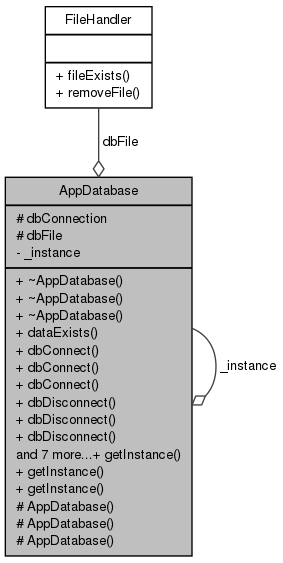 FileHandler
+ fileExists()
+ removeFile()
dbFile
AppDatabase
# dbConnection
# dbFile
- _instance
+ ~AppDatabase()
+ ~AppDatabase()
+ ~AppDatabase()
+ dataExists()
+ dbConnect()
+ dbConnect()
+ dbConnect()
+ dbDisconnect()
+ dbDisconnect()
+ dbDisconnect()
and 7 more...+ getInstance()
+ getInstance()
+ getInstance()
# AppDatabase()
# AppDatabase()
# AppDatabase()
_instance